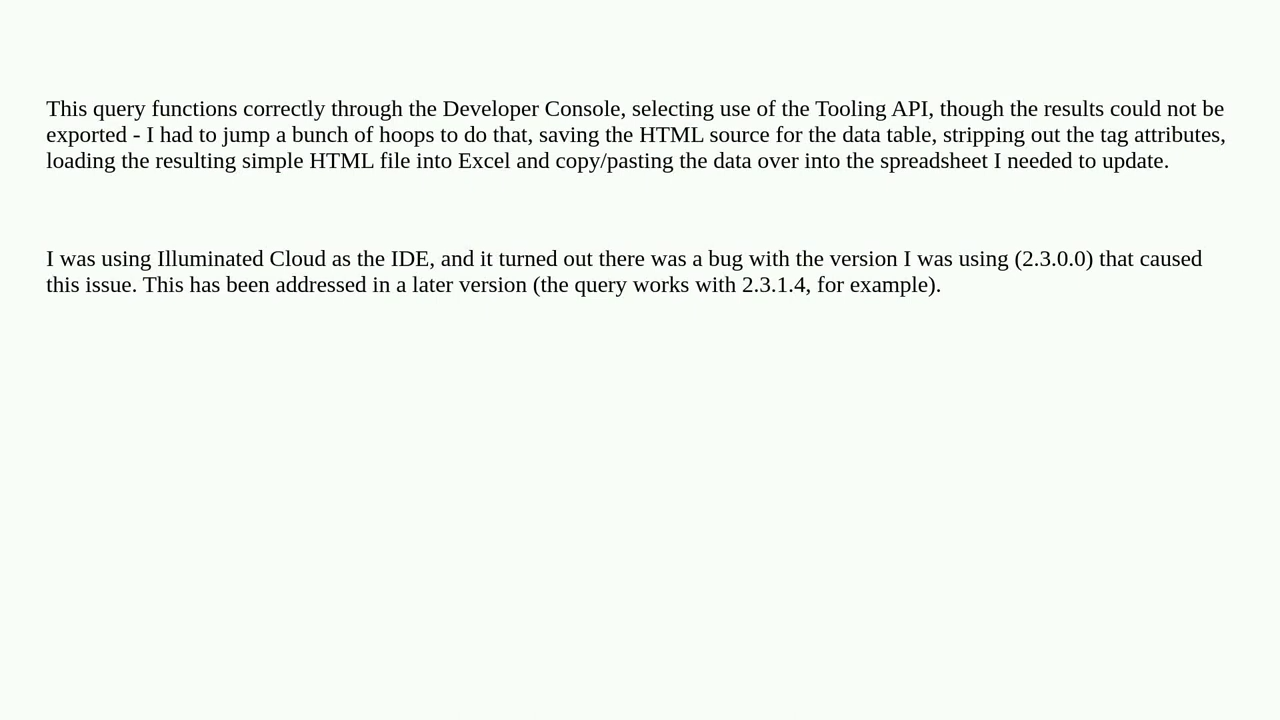 This query functions correctly through the Developer Console, selecting use of the Tooling API, though the results could not be
exported - I had to jump a bunch of hoops to do that, saving the HTML source for the data table, stripping out the tag attributes,
loading the resulting simple HTML file into Excel and copy/pasting the data over into the spreadsheet I needed to update.
I was using Illuminated Cloud as the IDE, and it turned out there was a bug with the version I was using (2.3.0.0) that caused
this issue. This has been addressed in a later version (the query works with 2.3.1.4, for example).